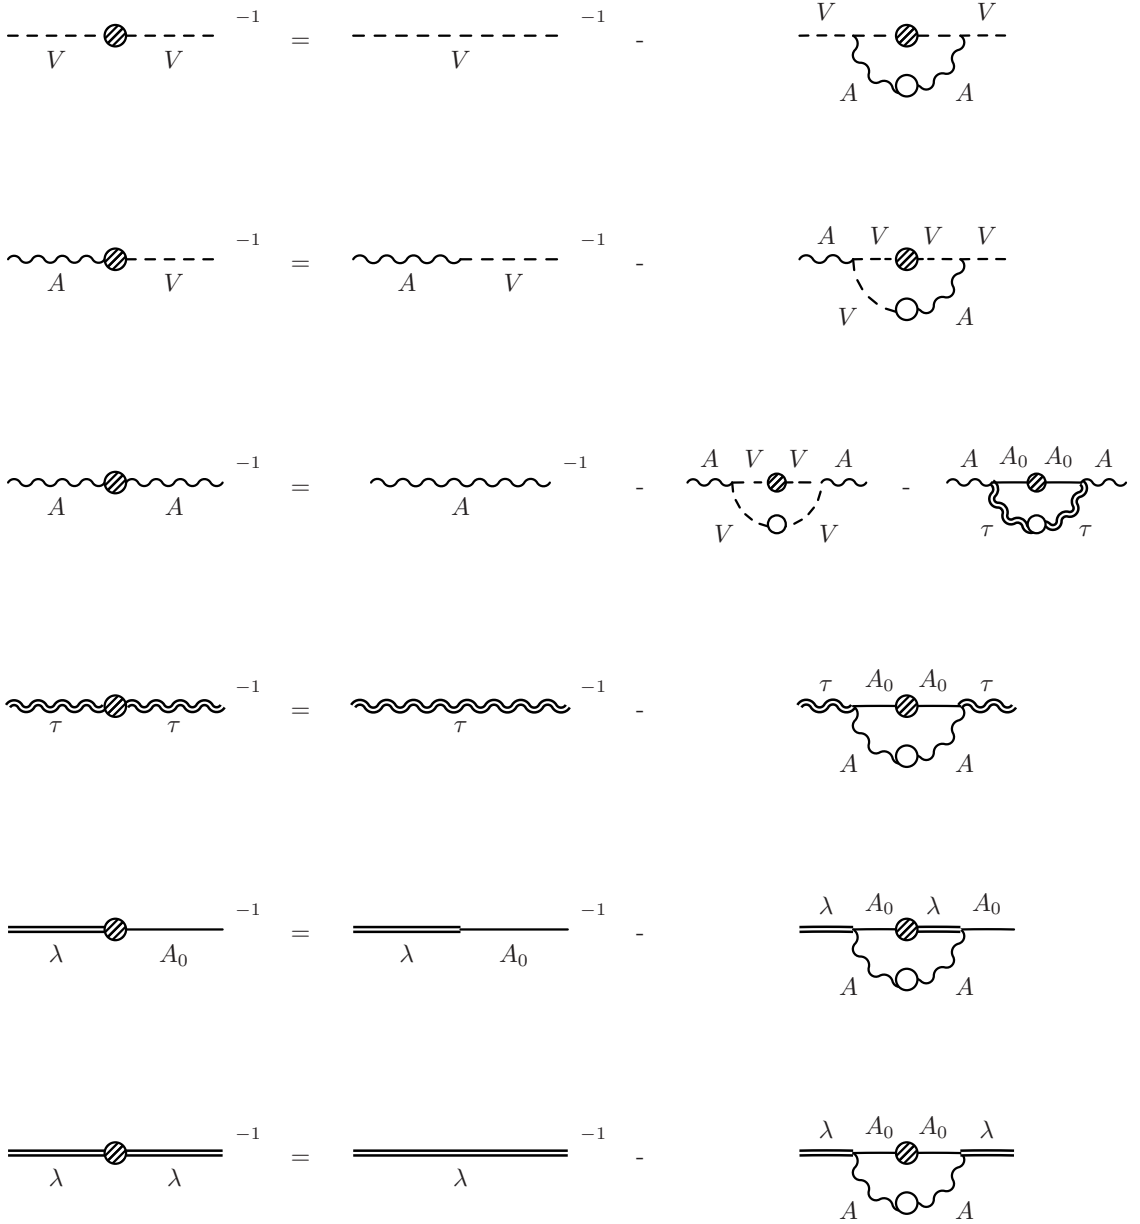 V V −1 = V −1 - V V A A
A V −1 = A V −1 - A V V V V A
A A −1 = A −1 - A V V A V V - A A₀ A₀ A τ τ
τ τ −1 = τ −1 - τ A₀ A₀ τ A A
λ A₀ −1 = λ A₀ −1 - λ A₀ λ A₀ A A
λ λ −1 = λ −1 - λ A₀ A₀ λ A A